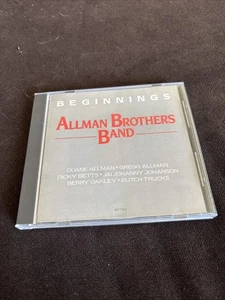 BEGINNINGS
ALLMAN BROTHERS
BAND
DUANE ALLMAN • GREGG ALLMAN
DICKY BETTS • JAI JOHANNY JOHANSON
BERRY OAKLEY • BUTCH TRUCKS